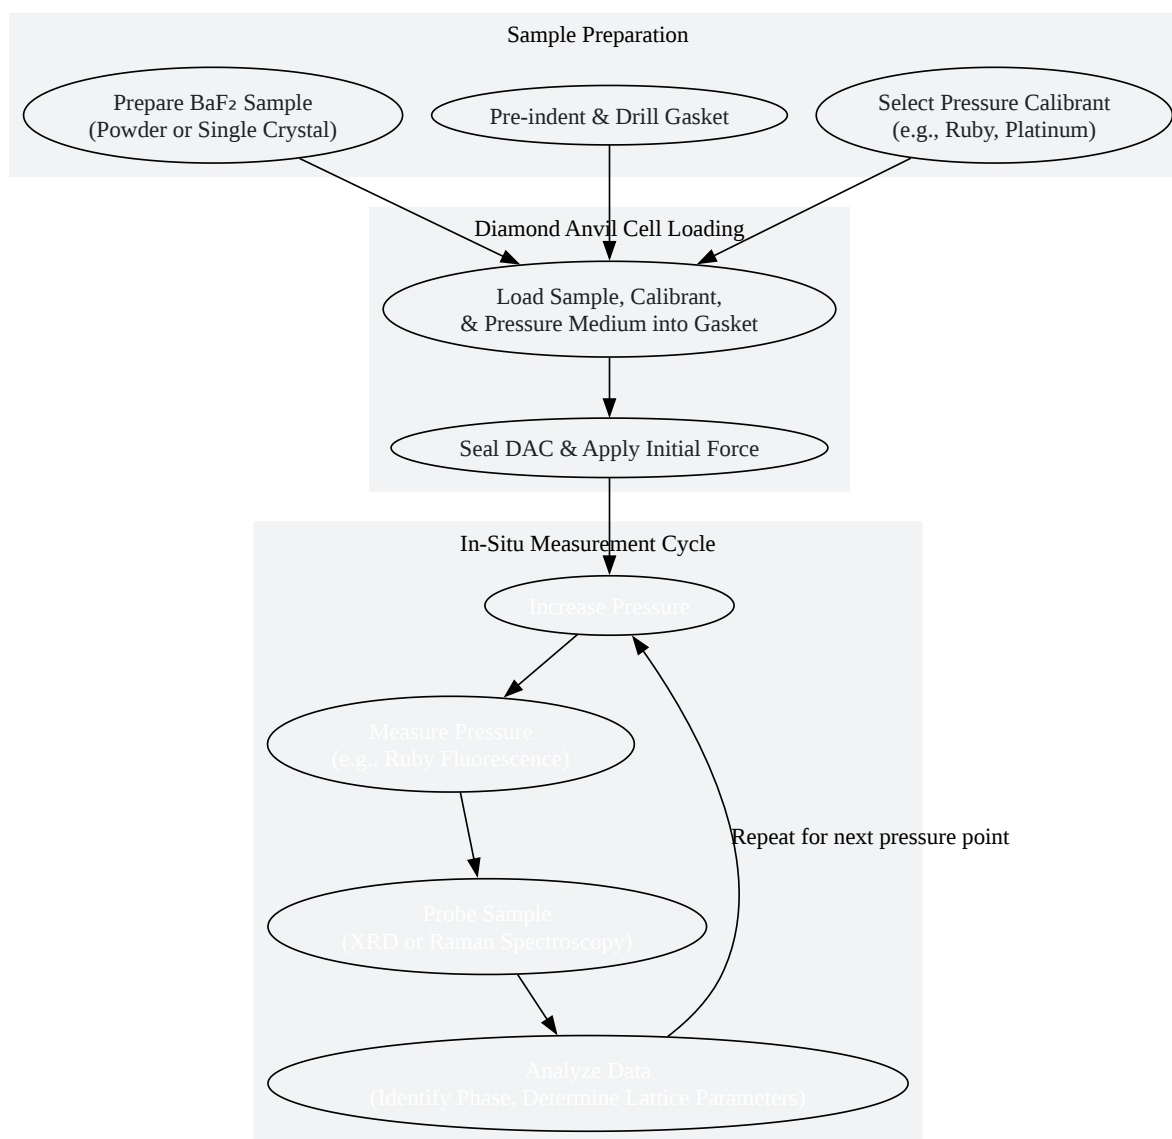 Sample Preparation
Prepare BaF₂ Sample
(Powder or Single Crystal)
Pre-indent & Drill Gasket
Select Pressure Calibrant
(e.g., Ruby, Platinum)
Diamond Anvil Cell Loading
Load Sample, Calibrant,
& Pressure Medium into Gasket
Seal DAC & Apply Initial Force
In-Situ Measurement Cycle
Increase Pressure
Measure Pressure
(e.g., Ruby Fluorescence)
Repeat for next pressure point
Probe Sample
(XRD or Raman Spectroscopy)
Analyze Data
(Identify Phase, Determine Lattice Parameters)